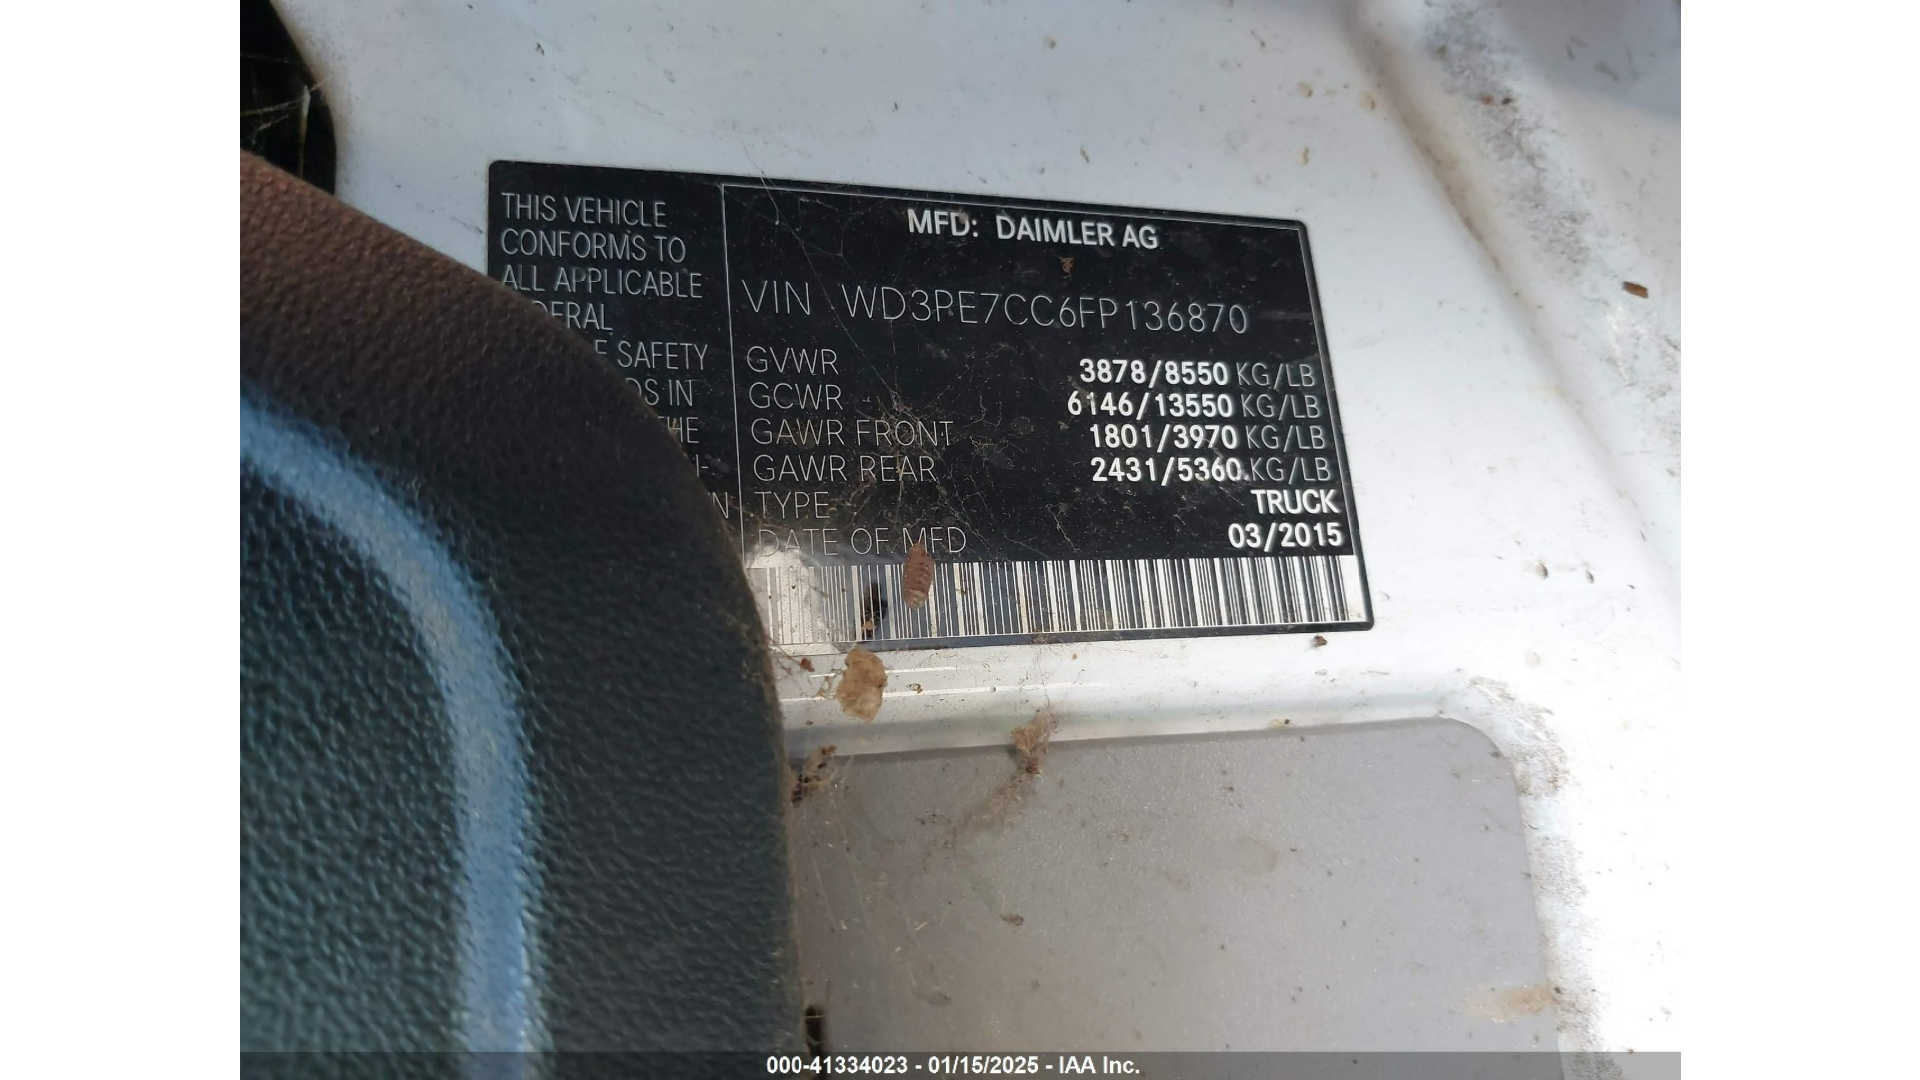 THIS VEHICLE
CONFORMS TO
ALL APPLICABLE
SAFETY
IN
MFD: DAIMLER AG
VIN WD3PE7CC6FP136870
GVWR 3878/8550 KG/LB
GCWR 6146/13550 KG/LB
GAWR FRONT 1801/3970 KG/LB
GAWR REAR 2431/5360 KG/LB
TYPE TRUCK
DATE OF MFD 03/2015
000-41334023 - 01/15/2025 - IAA Inc.